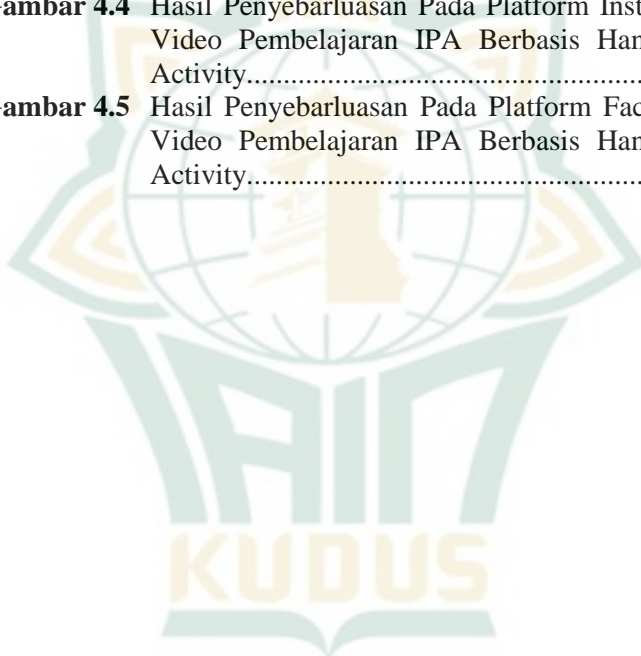 ambar 4.4 Hasil Penyebarluasan Pada Platform Inst
Video Pembelajaran IPA Berbasis Han
Activity.......................................................
ambar 4.5 Hasil Penyebarluasan Pada Platform Fac
Video Pembelajaran IPA Berbasis Han
Activity.......................................................
IAIN
KUDUS